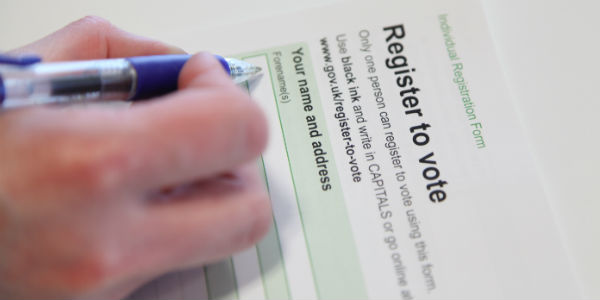 Individual Registration Form
Register to vote
Only one person can register to vote using this form.
Use black ink and write in CAPITALS or go online at
www.gov.uk/register-to-vote
Your name and address
Forename(s)